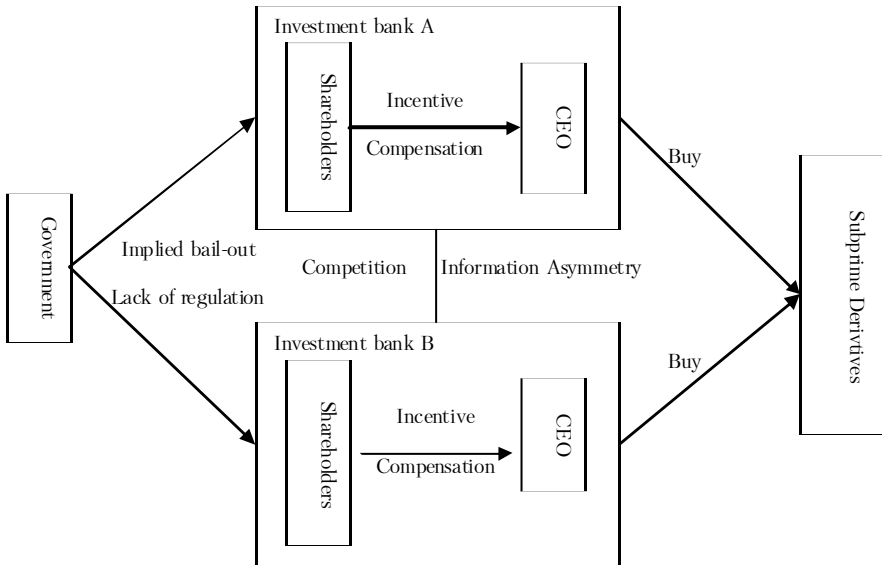 Investment bank A
Shareholders
Incentive
Compensation
CEO
Buy
Government
Implied bail-out
Lack of regulation
Competition
Information Asymmetry
Subprime Derivtives
Investment bank B
Shareholders
Incentive
Compensation
CEO
Buy